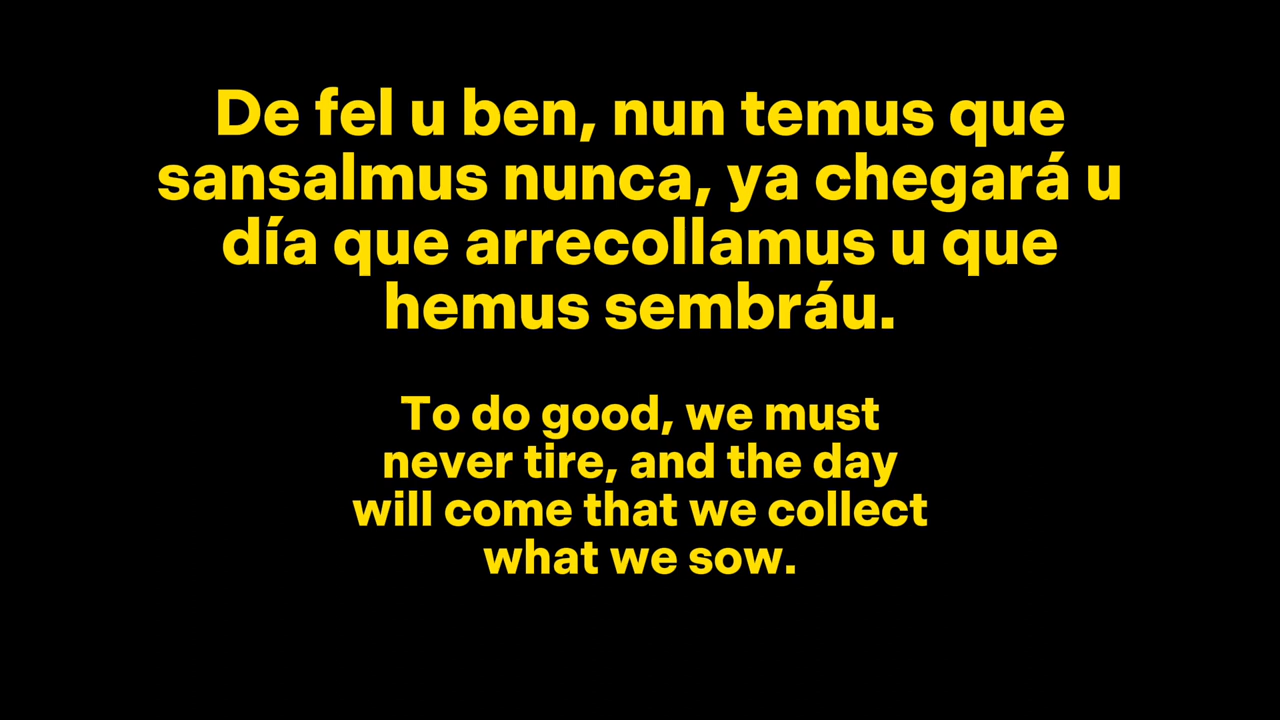 De fel u ben, nun temus que
sansalmus nunca, ya chegará u
día que arrecollamus u que
hemus sembráu.
To do good, we must
never tire, and the day
will come that we collect
what we sow.